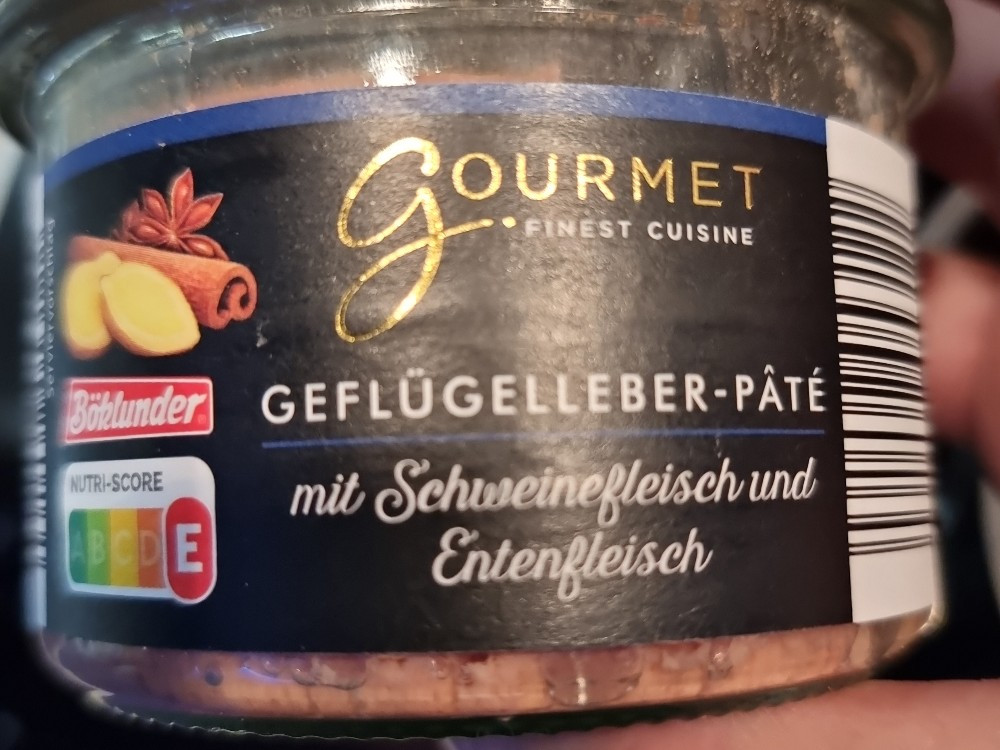 GOURMET
FINEST CUISINE
GEFLÜGELLEBER-PÂTÉ
mit Schweinefleisch und
Entenfleisch
Böklunder
NUTRI-SCORE
A B C D E